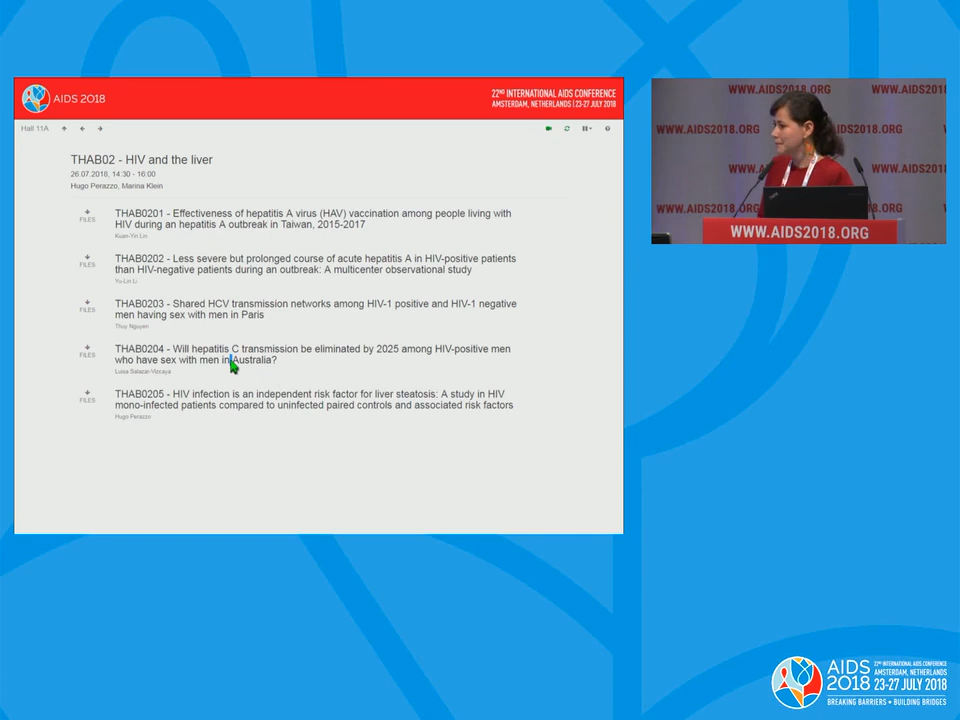 AIDS 2018
22ND INTERNATIONAL AIDS CONFERENCE
AMSTERDAM, NETHERLANDS | 23-27 JULY 2018
Hall 11A
THAB02 - HIV and the liver
26.07.2018, 14:30 - 16:00
Hugo Perazzo, Marina Klein
FILES
THAB0201 - Effectiveness of hepatitis A virus (HAV) vaccination among people living with
HIV during an hepatitis A outbreak in Taiwan, 2015-2017
Kuan-Yin Lin
FILES
THAB0202 - Less severe but prolonged course of acute hepatitis A in HIV-positive patients
than HIV-negative patients during an outbreak: A multicenter observational study
Yu-Lin Li
FILES
THAB0203 - Shared HCV transmission networks among HIV-1 positive and HIV-1 negative
men having sex with men in Paris
Thuy Nguyen
FILES
THAB0204 - Will hepatitis C transmission be eliminated by 2025 among HIV-positive men
who have sex with men in Australia?
Luisa Salazar-Vizcaya
FILES
THAB0205 - HIV infection is an independent risk factor for liver steatosis: A study in HIV
mono-infected patients compared to uninfected paired controls and associated risk factors
Hugo Perazzo
WWW.AIDS2018.ORG
WWW.AIDS2018.ORG
WWW.AIDS2018.ORG
WWW.AIDS2018.ORG
AIDS 2018
22ND INTERNATIONAL AIDS CONFERENCE
AMSTERDAM, NETHERLANDS
23-27 JULY 2018
BREAKING BARRIERS • BUILDING BRIDGES